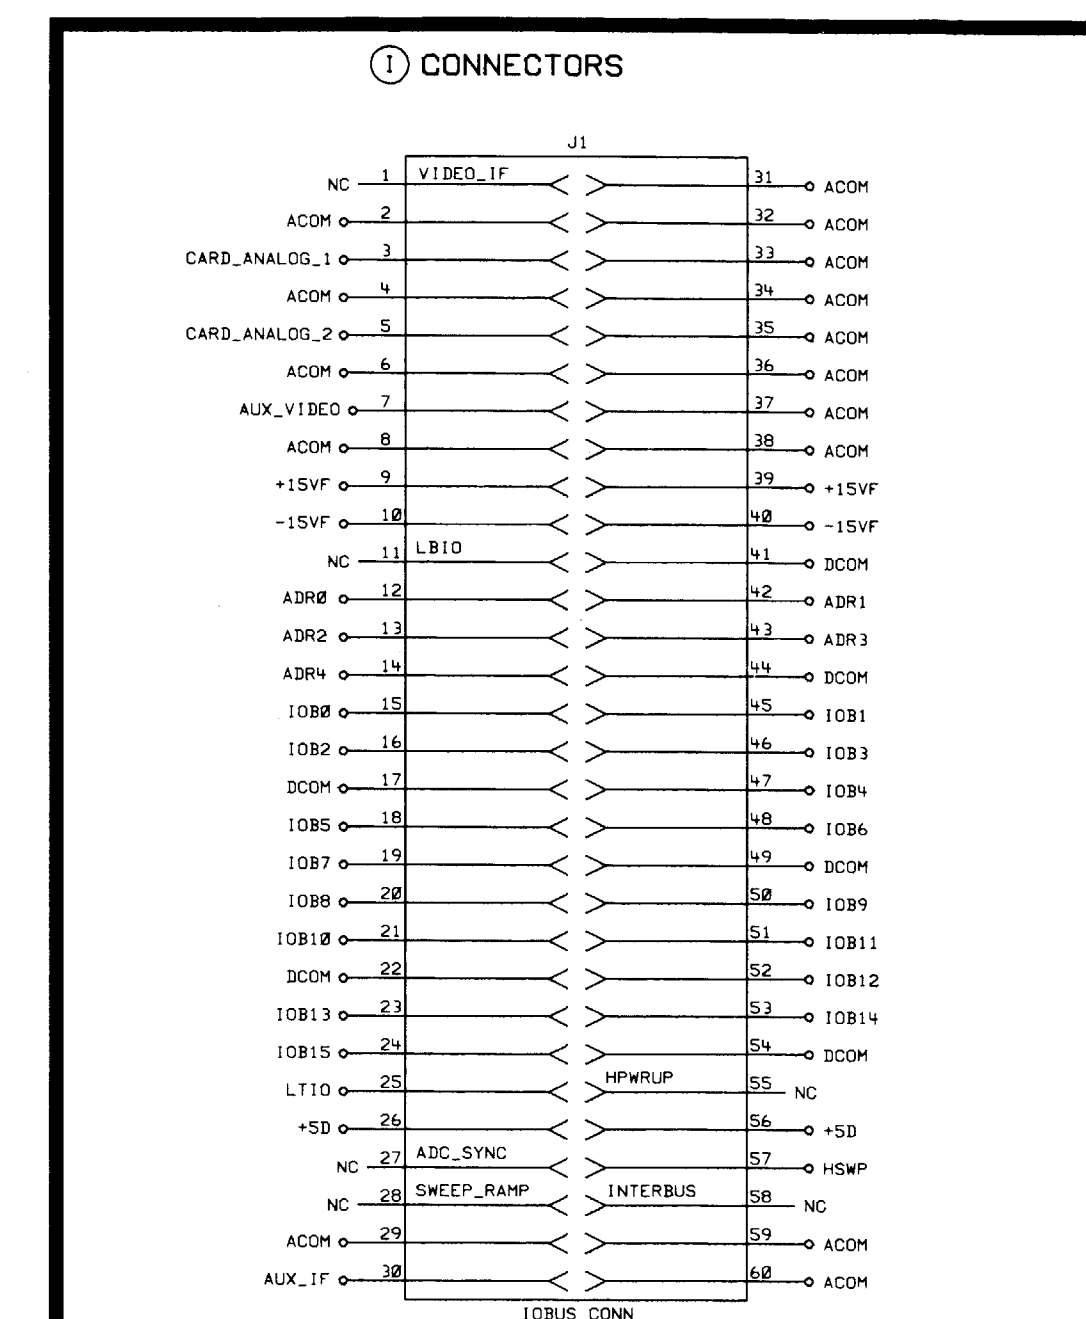 I CONNECTORS
J1
NC 1 VIDEO_IF 31 ACOM
ACOM 2 32 ACOM
CARD_ANALOG_1 3 33 ACOM
ACOM 4 34 ACOM
CARD_ANALOG_2 5 35 ACOM
ACOM 6 36 ACOM
AUX_VIDEO 7 37 ACOM
ACOM 8 38 ACOM
+15VF 9 39 +15VF
-15VF 10 40 -15VF
NC 11 LBIO 41 DCOM
ADR0 12 42 ADR1
ADR2 13 43 ADR3
ADR4 14 44 DCOM
IOB0 15 45 IOB1
IOB2 16 46 IOB3
DCOM 17 47 IOB4
IOB5 18 48 IOB6
IOB7 19 49 DCOM
IOB8 20 50 IOB9
IOB10 21 51 IOB11
DCOM 22 52 IOB12
IOB13 23 53 IOB14
IOB15 24 54 DCOM
LTIO 25 HPWRUP 55 NC
+5D 26 56 +5D
NC 27 ADC_SYNC 57 HSWP
NC 28 SWEEP_RAMP INTERBUS 58 NC
ACOM 29 59 ACOM
AUX_IF 30 60 ACOM
IOBUS CONN